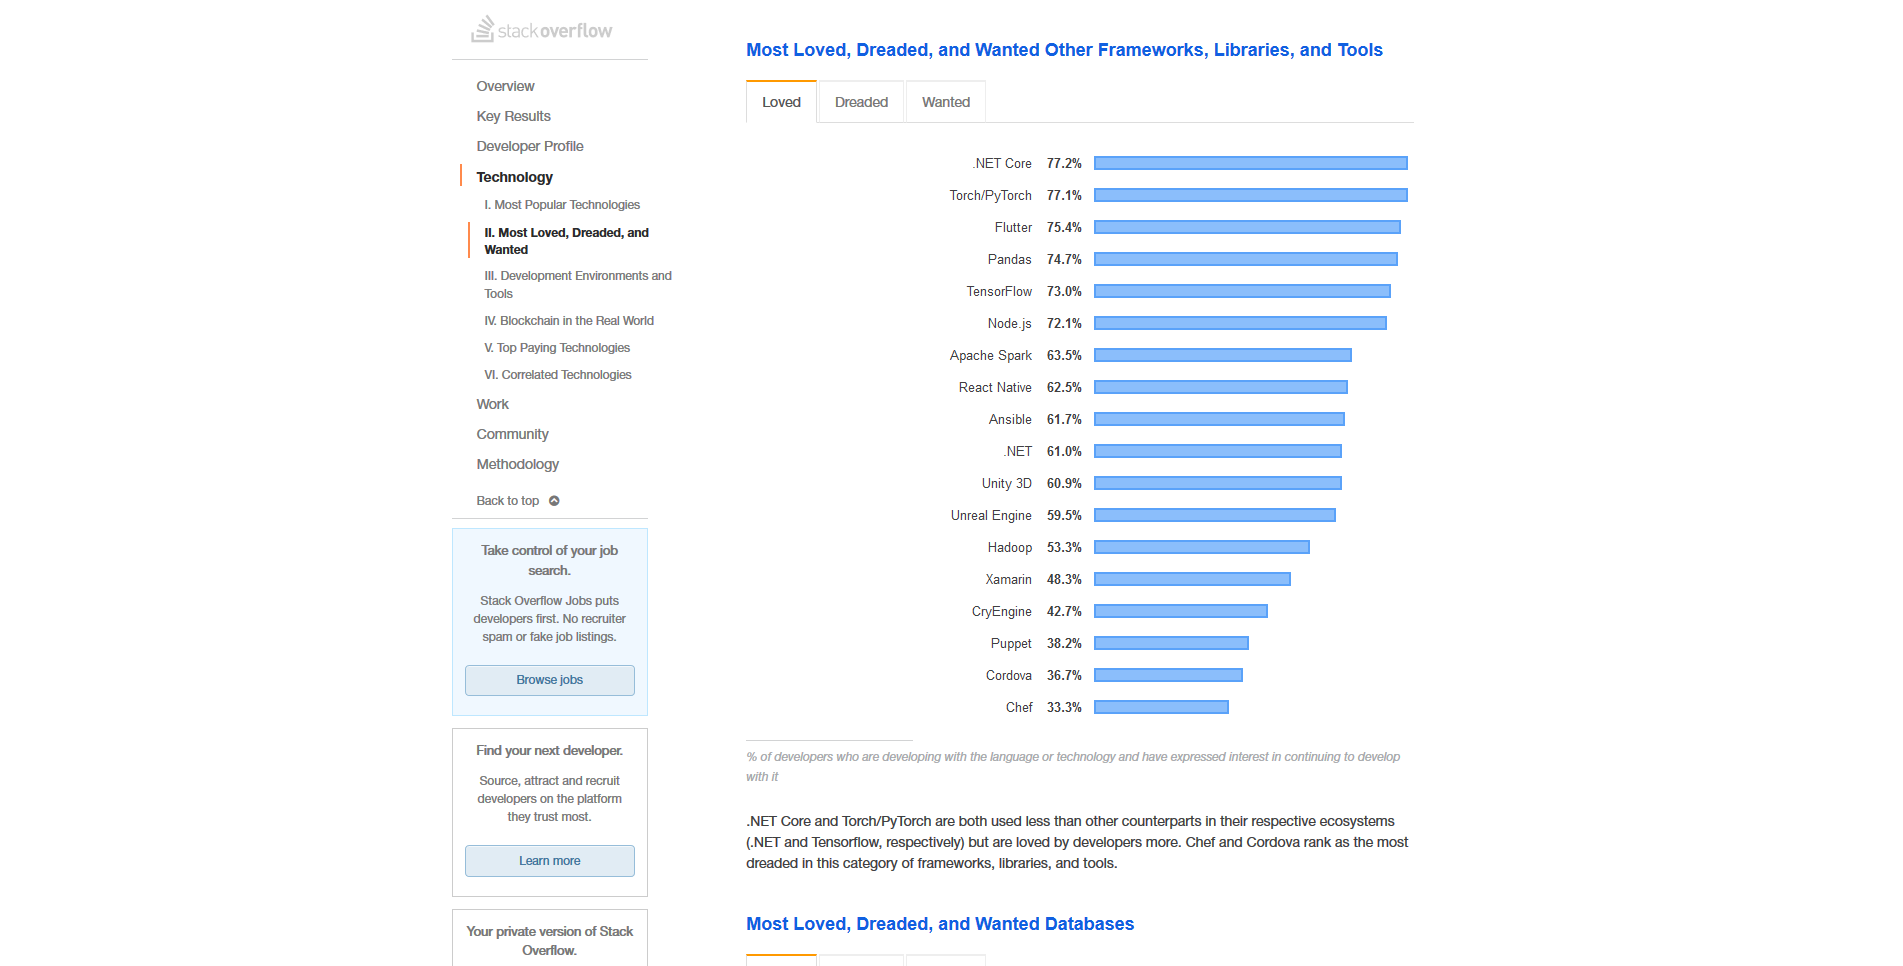 stackoverflow
Overview
Key Results
Developer Profile
Technology
I. Most Popular Technologies
II. Most Loved, Dreaded, and
Wanted
III. Development Environments and
Tools
IV. Blockchain in the Real World
V. Top Paying Technologies
VI. Correlated Technologies
Work
Community
Methodology
Back to top
Take control of your job
search.
Stack Overflow Jobs puts
developers first. No recruiter
spam or fake job listings.
Browse jobs
Find your next developer.
Source, attract and recruit
developers on the platform
they trust most.
Learn more
Your private version of Stack
Overflow.
Most Loved, Dreaded, and Wanted Other Frameworks, Libraries, and Tools
Loved Dreaded Wanted
.NET Core 77.2%
Torch/PyTorch 77.1%
Flutter 75.4%
Pandas 74.7%
TensorFlow 73.0%
Node.js 72.1%
Apache Spark 63.5%
React Native 62.5%
Ansible 61.7%
.NET 61.0%
Unity 3D 60.9%
Unreal Engine 59.5%
Hadoop 53.3%
Xamarin 48.3%
CryEngine 42.7%
Puppet 38.2%
Cordova 36.7%
Chef 33.3%
% of developers who are developing with the language or technology and have expressed interest in continuing to develop
with it
.NET Core and Torch/PyTorch are both used less than other counterparts in their respective ecosystems
(.NET and Tensorflow, respectively) but are loved by developers more. Chef and Cordova rank as the most
dreaded in this category of frameworks, libraries, and tools.
Most Loved, Dreaded, and Wanted Databases